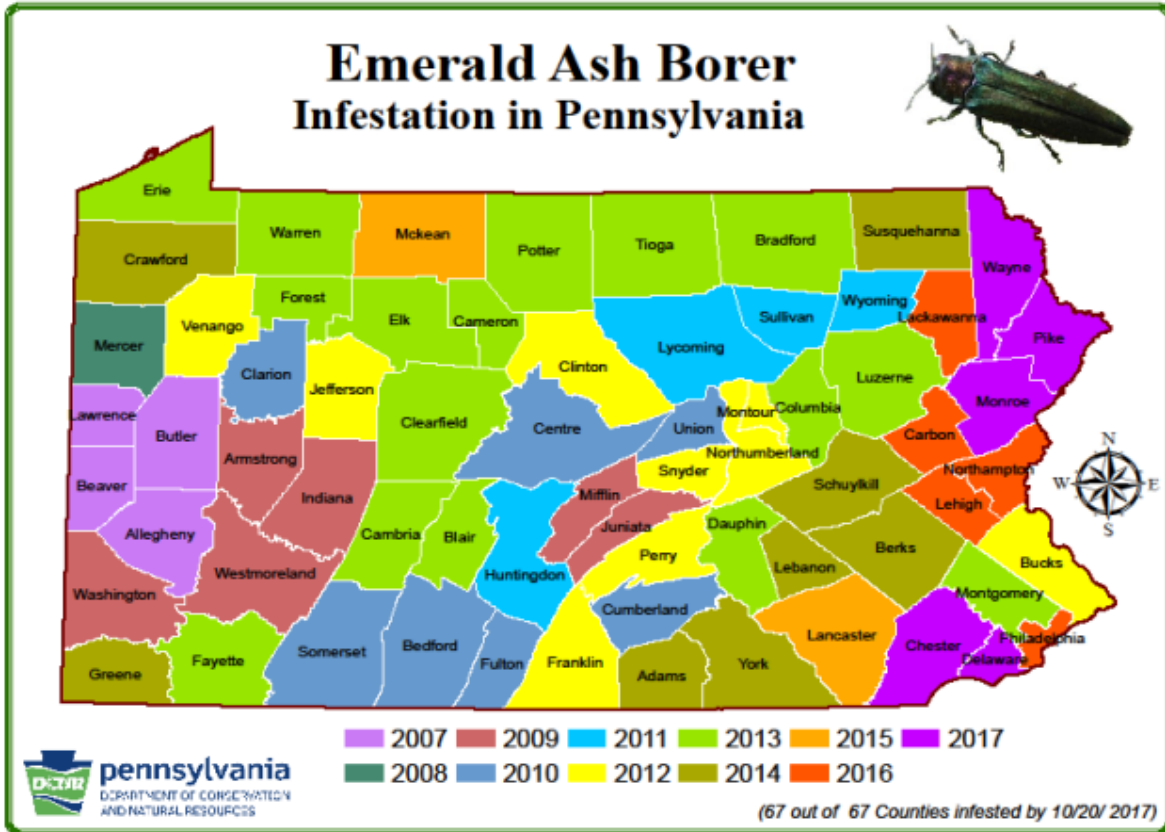 Emerald Ash Borer
Infestation in Pennsylvania
Erie
Warren
Mckean
Potter
Tioga
Bradford
Susquehanna
Wayne
Crawford
Forest
Elk
Cameron
Venango
Mercer
Clarion
Jefferson
Clinton
Lycoming
Sullivan
Wyoming
Lackawanna
Pike
Luzerne
Monroe
Lawrence
Butler
Clearfield
Centre
Union
Montour
Columbia
Carbon
Armstrong
Northumberland
Snyder
Northampton
Beaver
Indiana
Mifflin
Schuylkill
Lehigh
Allegheny
Cambria
Blair
Juniata
Dauphin
Berks
Perry
Lebanon
Bucks
Westmoreland
Huntingdon
Washington
Cumberland
Montgomery
Greene
Fayette
Somerset
Bedford
Fulton
Franklin
Adams
York
Lancaster
Chester
Delaware
Philadelphia
N
W E
S
2007 2009 2011 2013 2015 2017
2008 2010 2012 2014 2016
DCNR
pennsylvania
DEPARTMENT OF CONSERVATION
AND NATURAL RESOURCES
(67 out of 67 Counties infested by 10/20/ 2017)